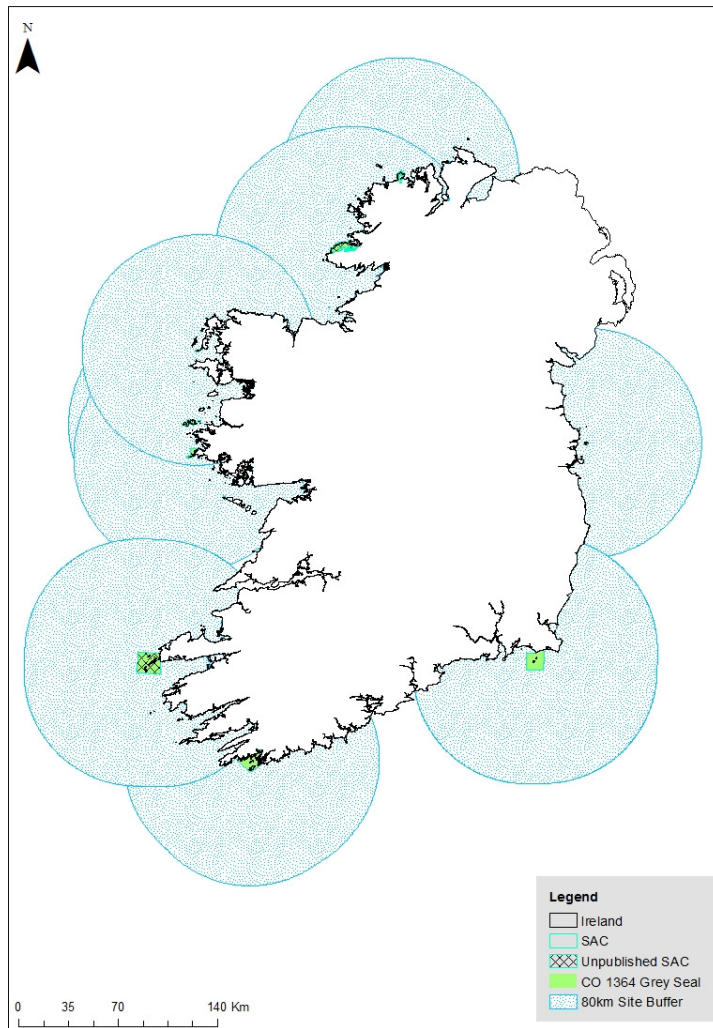 N
Legend
Ireland
SAC
Unpublished SAC
CO 1364 Grey Seal
80km Site Buffer
0 35 70 140 Km